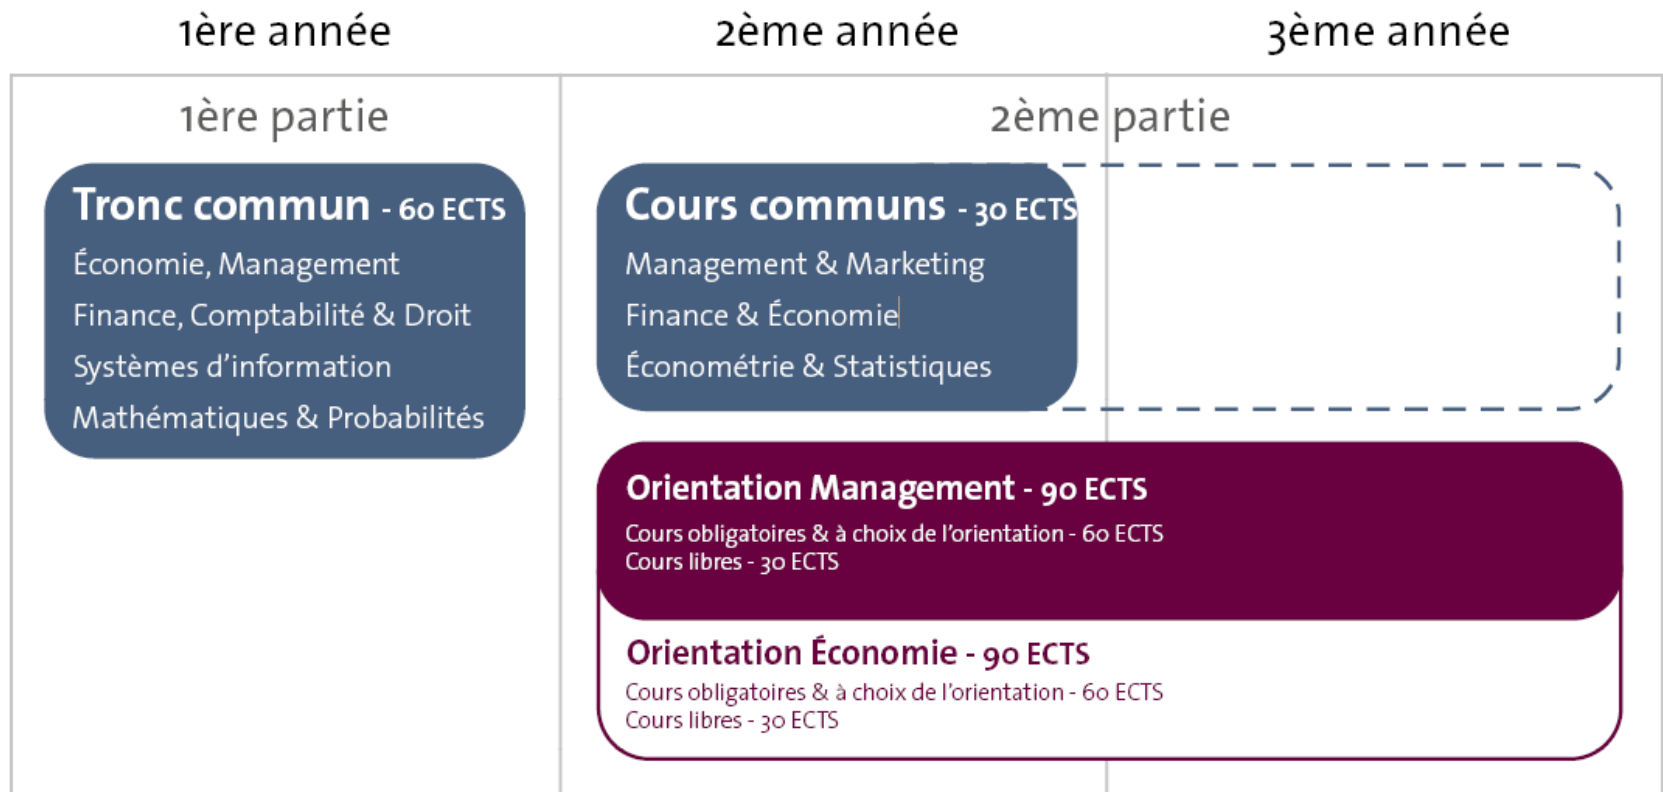 1ère année
2ème année
3ème année
1ère partie
2ème partie
Tronc commun - 60 ECTS
Économie, Management
Finance, Comptabilité & Droit
Systèmes d’information
Mathématiques & Probabilités
Cours communs - 30 ECTS
Management & Marketing
Finance & Économie
Économétrie & Statistiques
Orientation Management - 90 ECTS
Cours obligatoires & à choix de l’orientation - 60 ECTS
Cours libres - 30 ECTS
Orientation Économie - 90 ECTS
Cours obligatoires & à choix de l’orientation - 60 ECTS
Cours libres - 30 ECTS